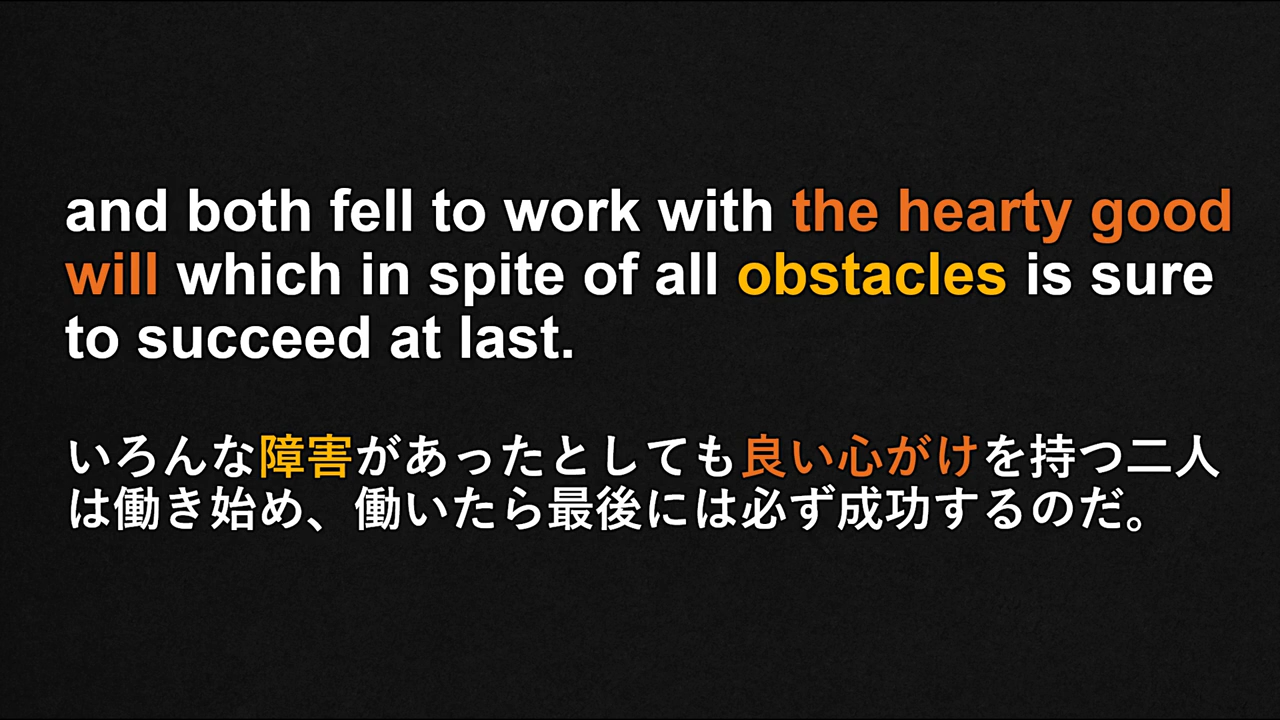 and both fell to work with the hearty good
will which in spite of all obstacles is sure
to succeed at last.
いろんな障害があったとしても良い心がけを持つ二人
は働き始め、働いたら最後には必ず成功するのだ。